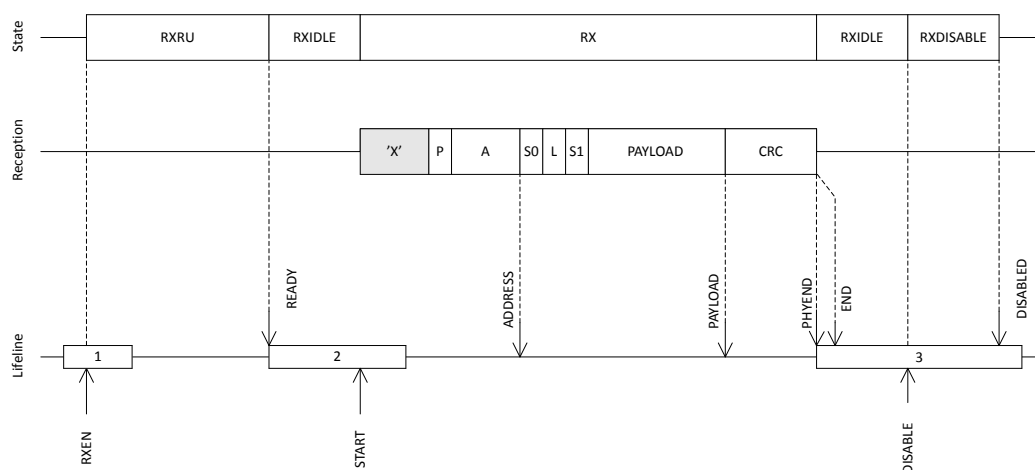 State
RXRU
RXIDLE
RX
RXIDLE
RXDISABLE
Reception
’X’
P
A
S0
L
S1
PAYLOAD
CRC
READY
ADDRESS
PAYLOAD
PHYEND
END
DISABLED
Lifeline
1
2
3
RXEN
START
DISABLE